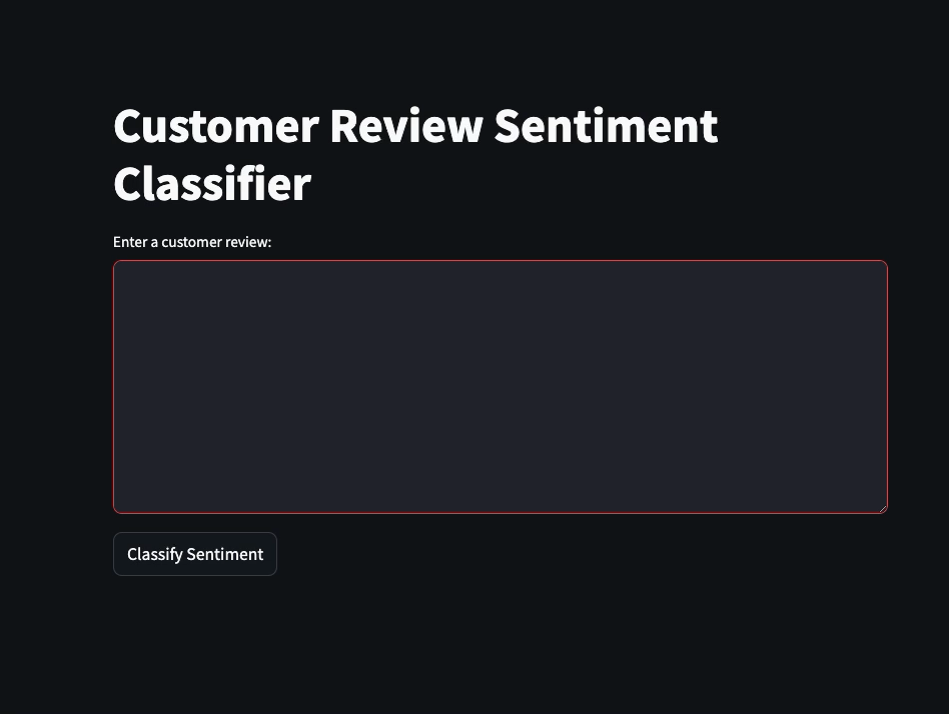 Customer Review Sentiment
Classifier
Enter a customer review:
Classify Sentiment